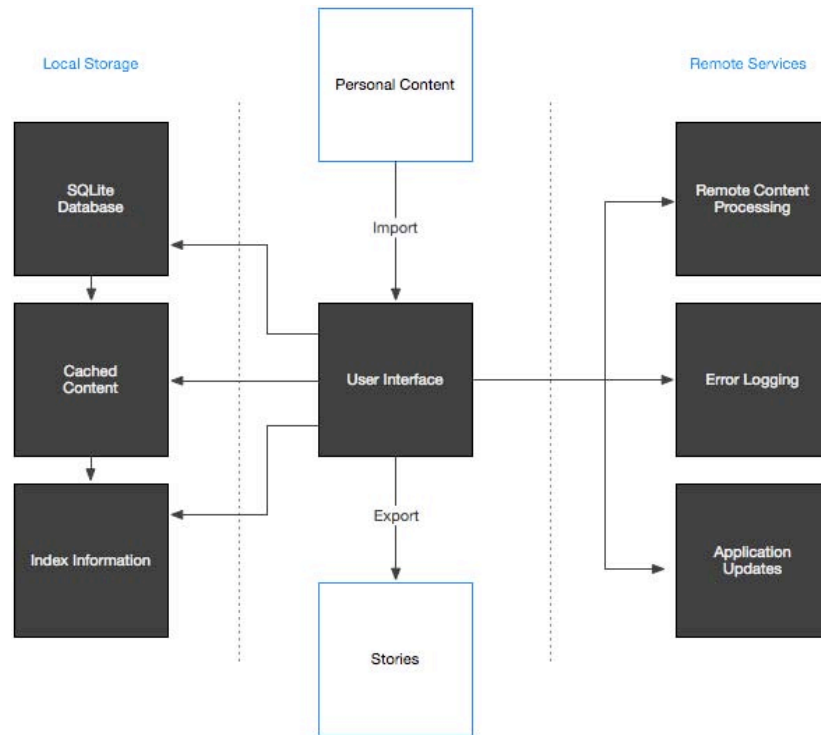 Local Storage
Personal Content
Remote Services
SQLite
Database
Remote Content
Processing
Import
Cached
Content
User Interface
Error Logging
Export
Index Information
Application
Updates
Stories